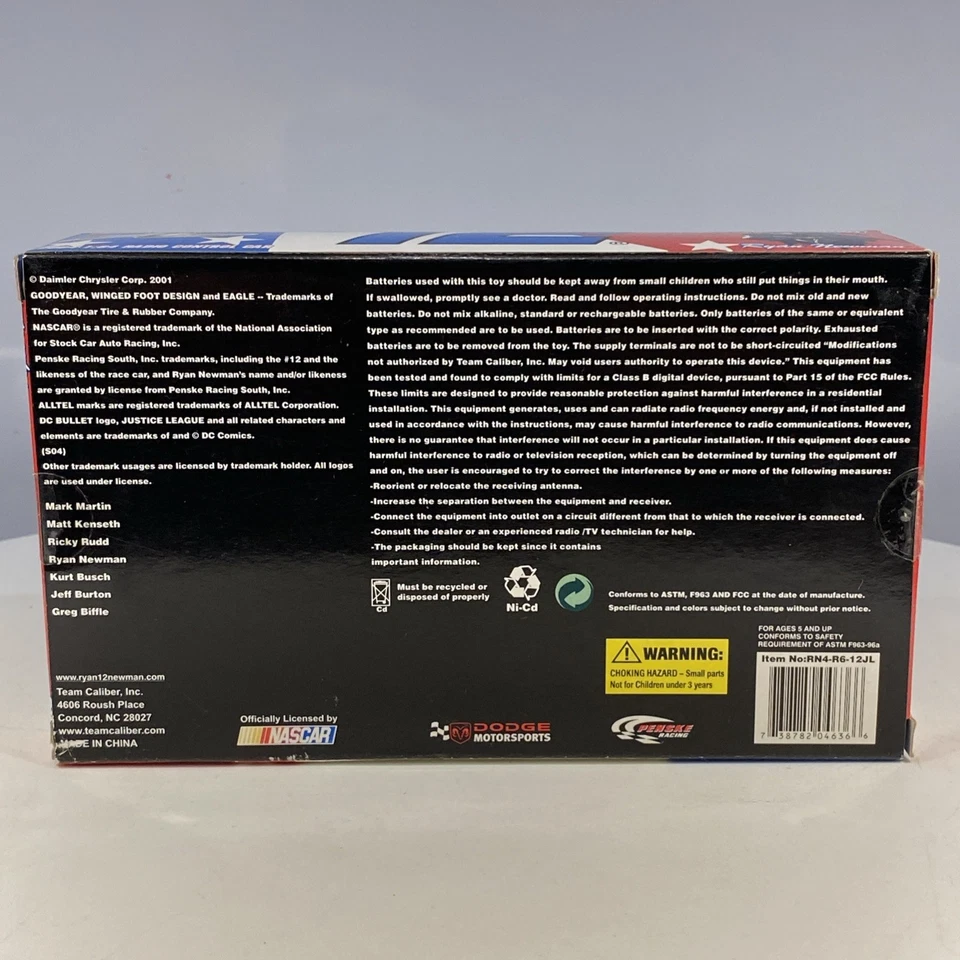 RADIO CONTROL CAR
Ryan Newman
© Daimler Chrysler Corp. 2001
GOODYEAR, WINGED FOOT DESIGN and EAGLE -- Trademarks of
The Goodyear Tire & Rubber Company.
NASCAR® is a registered trademark of the National Association
for Stock Car Auto Racing, Inc.
Penske Racing South, Inc. trademarks, including the #12 and the
likeness of the race car, and Ryan Newman's name and/or likeness
are granted by license from Penske Racing South, Inc.
ALLTEL marks are registered trademarks of ALLTEL Corporation.
DC BULLET logo, JUSTICE LEAGUE and all related characters and
elements are trademarks of and © DC Comics.
(S04)
Other trademark usages are licensed by trademark holder. All logos
are used under license.
Mark Martin
Matt Kenseth
Ricky Rudd
Ryan Newman
Kurt Busch
Jeff Burton
Greg Biffle
www.ryan12newman.com
Team Caliber, Inc.
4606 Roush Place
Concord, NC 28027
www.teamcaliber.com
MADE IN CHINA
Batteries used with this toy should be kept away from small children who still put things in their mouth.
If swallowed, promptly see a doctor. Read and follow operating instructions. Do not mix old and new
batteries. Do not mix alkaline, standard or rechargeable batteries. Only batteries of the same or equivalent
type as recommended are to be used. Batteries are to be inserted with the correct polarity. Exhausted
batteries are to be removed from the toy. The supply terminals are not to be short-circuited "Modifications
not authorized by Team Caliber, Inc. May void users authority to operate this device." This equipment has
been tested and found to comply with limits for a Class B digital device, pursuant to Part 15 of the FCC Rules.
These limits are designed to provide reasonable protection against harmful interference in a residential
installation. This equipment generates, uses and can radiate radio frequency energy and, if not installed and
used in accordance with the instructions, may cause harmful interference to radio communications. However,
there is no guarantee that interference will not occur in a particular installation. If this equipment does cause
harmful interference to radio or television reception, which can be determined by turning the equipment off
and on, the user is encouraged to try to correct the interference by one or more of the following measures:
-Reorient or relocate the receiving antenna.
-Increase the separation between the equipment and receiver.
-Connect the equipment into outlet on a circuit different from that to which the receiver is connected.
-Consult the dealer or an experienced radio /TV technician for help.
-The packaging should be kept since it contains
important information.
Cd
Must be recycled or
disposed of properly
Ni-Cd
Conforms to ASTM, F963 AND FCC at the date of manufacture.
Specification and colors subject to change without prior notice.
FOR AGES 5 AND UP
CONFORMS TO SAFETY
REQUIREMENT OF ASTM F963-96a
WARNING:
CHOKING HAZARD – Small parts
Not for Children under 3 years
Item No:RN4-R6-12JL
7 38782 04636 6
Officially Licensed by
NASCAR
DODGE
MOTORSPORTS
PENSKE
RACING